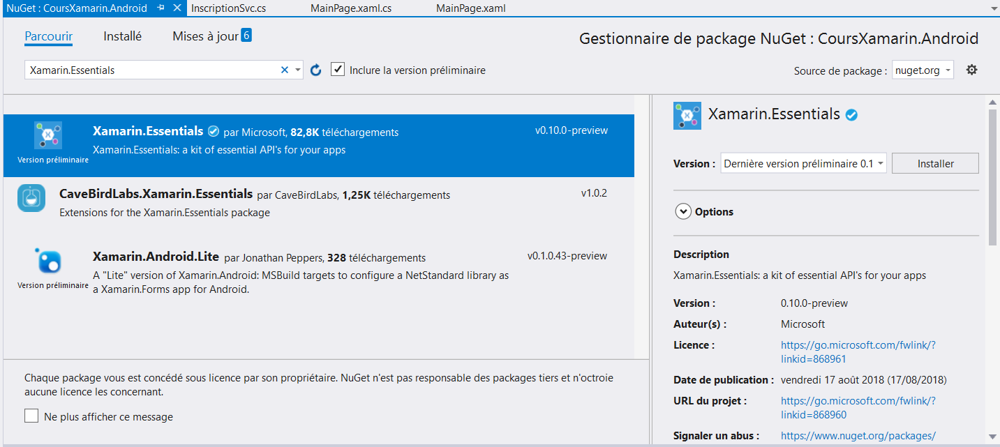 NuGet : CoursXamarin.Android InscriptionSvc.cs MainPage.xaml.cs MainPage.xaml
Parcourir Installé Mises à jour 6
Gestionnaire de package NuGet : CoursXamarin.Android
Xamarin.Essentials
Inclure la version préliminaire
Source de package : nuget.org
Xamarin.Essentials par Microsoft, 82,8K téléchargements v0.10.0-preview
Xamarin.Essentials: a kit of essential API's for your apps
Version préliminaire
CaveBirdLabs.Xamarin.Essentials par CaveBirdLabs, 1,25K téléchargements v1.0.2
Extensions for the Xamarin.Essentials package
Xamarin.Android.Lite par Jonathan Peppers, 328 téléchargements v0.1.0.43-preview
A "Lite" version of Xamarin.Android: MSBuild targets to configure a NetStandard library as
a Xamarin.Forms app for Android.
Version préliminaire
Chaque package vous est concédé sous licence par son propriétaire. NuGet n'est pas responsable des packages tiers et n'octroie
aucune licence les concernant.
Ne plus afficher ce message
Xamarin.Essentials
Version : Dernière version préliminaire 0.1 Installer
Options
Description
Xamarin.Essentials: a kit of essential API's for your apps
Version : 0.10.0-preview
Auteur(s) : Microsoft
Licence : https://go.microsoft.com/fwlink/?
linkid=868961
Date de publication : vendredi 17 août 2018 (17/08/2018)
URL du projet : https://go.microsoft.com/fwlink/?
linkid=868960
Signaler un abus : https://www.nuget.org/packages/